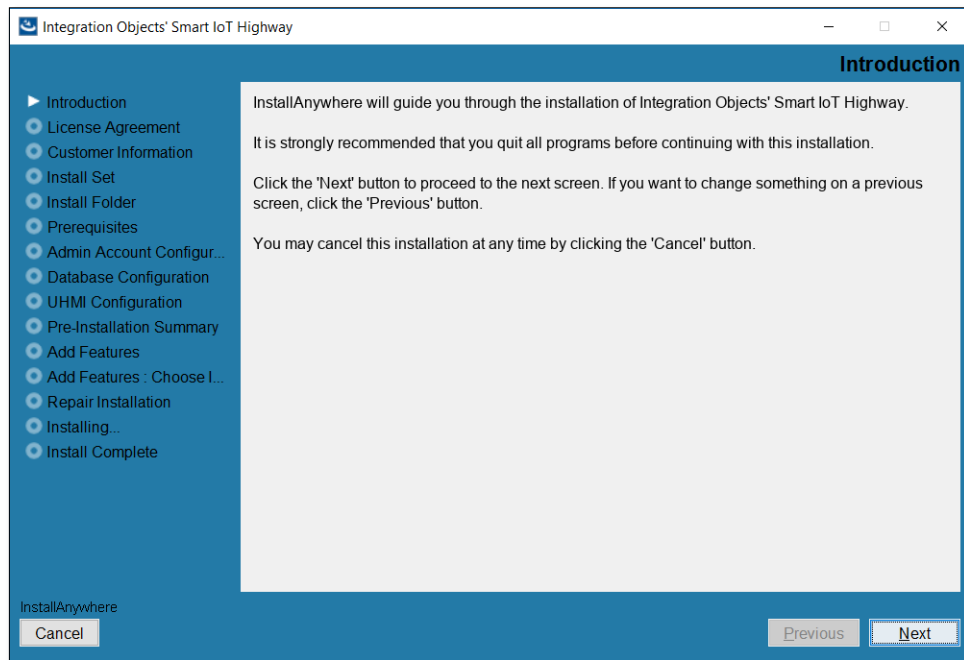 Integration Objects' Smart IoT Highway
Introduction
Introduction
License Agreement
Customer Information
Install Set
Install Folder
Prerequisites
Admin Account Configur...
Database Configuration
UHMI Configuration
Pre-Installation Summary
Add Features
Add Features : Choose I...
Repair Installation
Installing...
Install Complete
InstallAnywhere will guide you through the installation of Integration Objects' Smart IoT Highway.
It is strongly recommended that you quit all programs before continuing with this installation.
Click the 'Next' button to proceed to the next screen. If you want to change something on a previous
screen, click the 'Previous' button.
You may cancel this installation at any time by clicking the 'Cancel' button.
InstallAnywhere
Cancel
Previous
Next